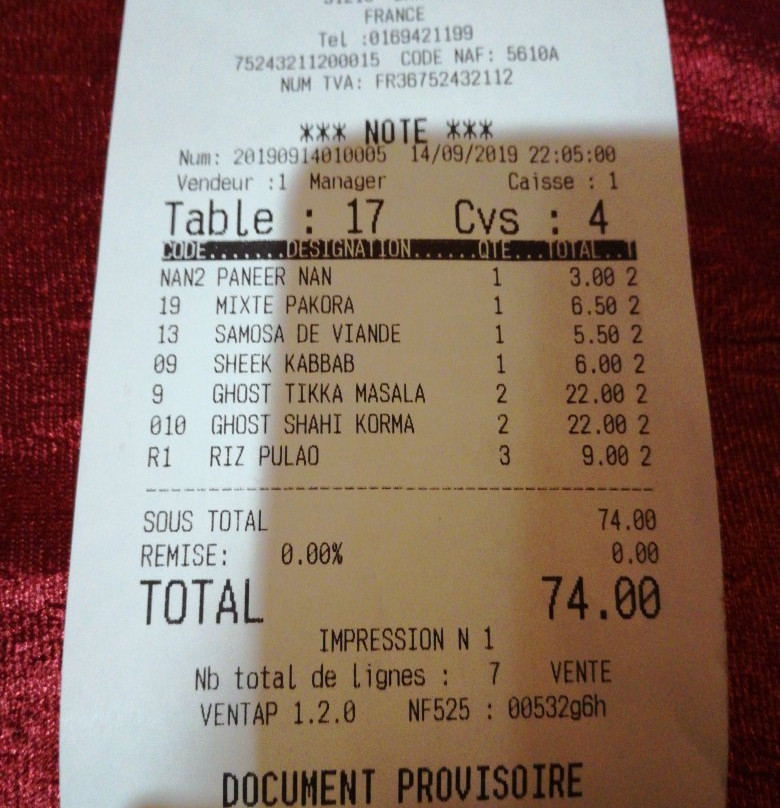 FRANCE
Tel :0169421199
75243211200015 CODE NAF: 5610A
NUM TVA: FR36752432112
*** NOTE ***
Num: 20190914010005 14/09/2019 22:05:00
Vendeur :1 Manager Caisse : 1
Table : 17 Cvs : 4
CODE.......DESIGNATION......QTE...TOTAL..T
NAN2 PANEER NAN 1 3.00 2
19 MIXTE PAKORA 1 6.50 2
13 SAMOSA DE VIANDE 1 5.50 2
09 SHEEK KABBAB 1 6.00 2
9 GHOST TIKKA MASALA 2 22.00 2
010 GHOST SHAHI KORMA 2 22.00 2
R1 RIZ PULAO 3 9.00 2
SOUS TOTAL 74.00
REMISE: 0.00% 0.00
TOTAL 74.00
IMPRESSION N 1
Nb total de lignes : 7 VENTE
VENTAP 1.2.0 NF525 : 00532g6h
DOCUMENT PROVISOIRE